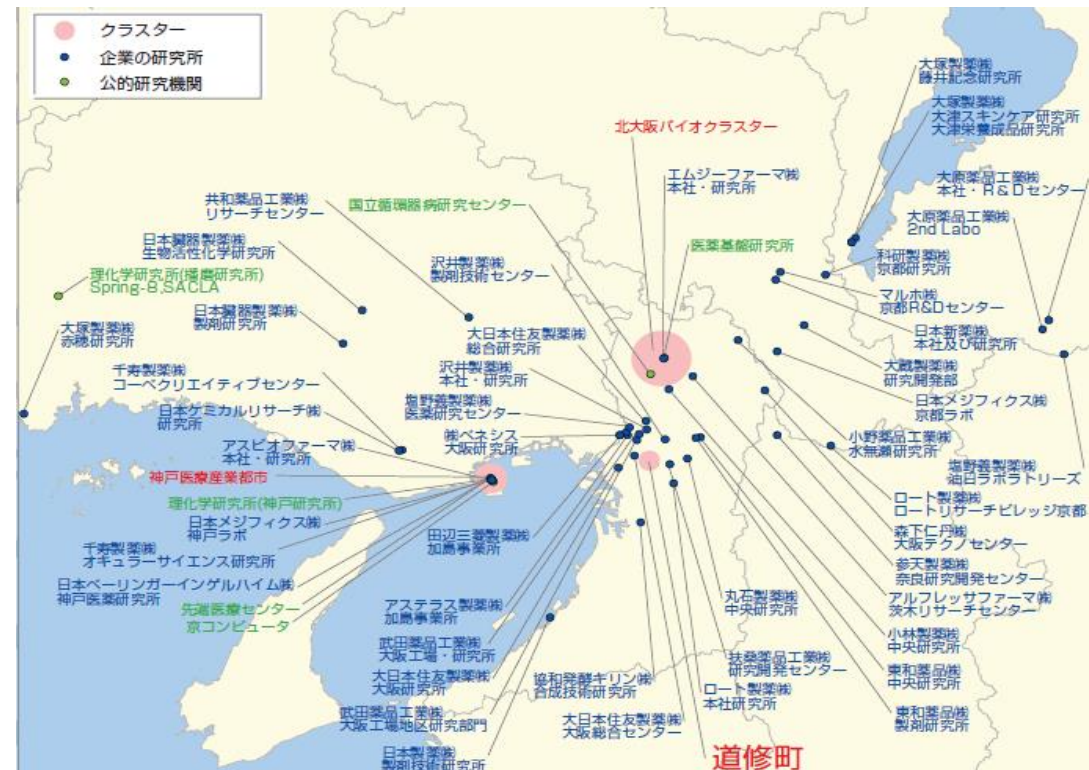 クラスター
企業の研究所
公的研究機関
大塚製薬㈱
藤井記念研究所
大塚製薬㈱
大津スキンケア研究所
大津栄養成品研究所
北大阪バイオクラスター
エムジーファーマ㈱
本社・研究所
大原薬品工業㈱
本社・R&Dセンター
共和薬品工業㈱
リサーチセンター
国立循環器病研究センター
大原薬品工業㈱
2nd Labo
日本臓器製薬㈱
生物活性化学研究所
沢井製薬㈱
製剤技術センター
医薬基盤研究所
科研製薬㈱
京都研究所
理化学研究所(播磨研究所)
Spring-8,SACLA
マルホ㈱
京都R&Dセンター
日本臓器製薬㈱
製剤研究所
大塚製薬㈱
赤穂研究所
大日本住友製薬㈱
総合研究所
日本新薬㈱
本社及び研究所
千寿製薬㈱
コーベクリエイティブセンター
沢井製薬㈱
本社・研究所
大蔵製薬㈱
研究開発部
塩野義製薬㈱
医薬研究センター
日本メジフィクス㈱
京都ラボ
日本ケミカルリサーチ㈱
研究所
㈱ベネシス
大阪研究所
小野薬品工業㈱
水無瀬研究所
アスビオファーマ㈱
本社・研究所
塩野義製薬㈱
油日ラボラトリーズ
神戸医療産業都市
理化学研究所(神戸研究所)
ロート製薬㈱
ロートリサーチビレッジ京都
日本メジフィクス㈱
神戸ラボ
田辺三菱製薬㈱
加島事業所
森下仁丹㈱
大阪テクノセンター
千寿製薬㈱
オキュラーサイエンス研究所
参天製薬㈱
奈良研究開発センター
日本ベーリンガーインゲルハイム㈱
神戸医薬研究所
アルフレッサファーマ㈱
茨木リサーチセンター
先端医療センター
京コンピュータ
アステラス製薬㈱
加島事業所
丸石製薬㈱
中央研究所
小林製薬㈱
中央研究所
武田薬品工業㈱
大阪工場・研究所
扶桑薬品工業㈱
研究開発センター
大日本住友製薬㈱
大阪研究所
協和発酵キリン㈱
合成技術研究所
東和薬品㈱
中央研究所
ロート製薬㈱
本社研究所
武田薬品工業㈱
大阪工場地区研究部門
大日本住友製薬㈱
大阪総合センター
東和薬品㈱
製剤研究所
日本製薬㈱
製剤技術研究所
道修町